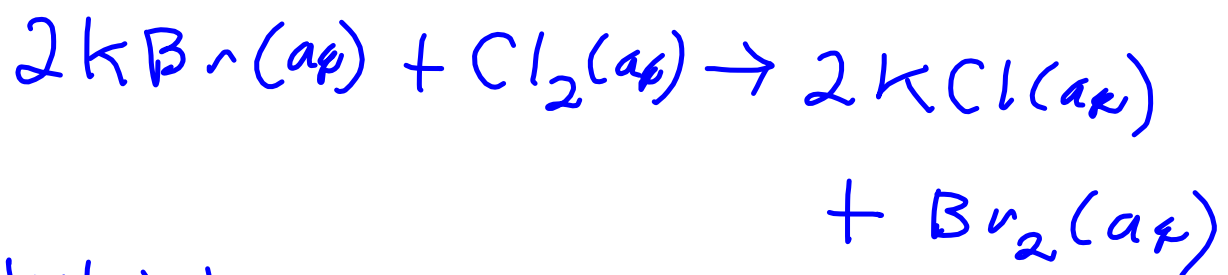 2KBr(aq) + Cl₂(aq) → 2KCl(aq)
+ Br₂(aq)